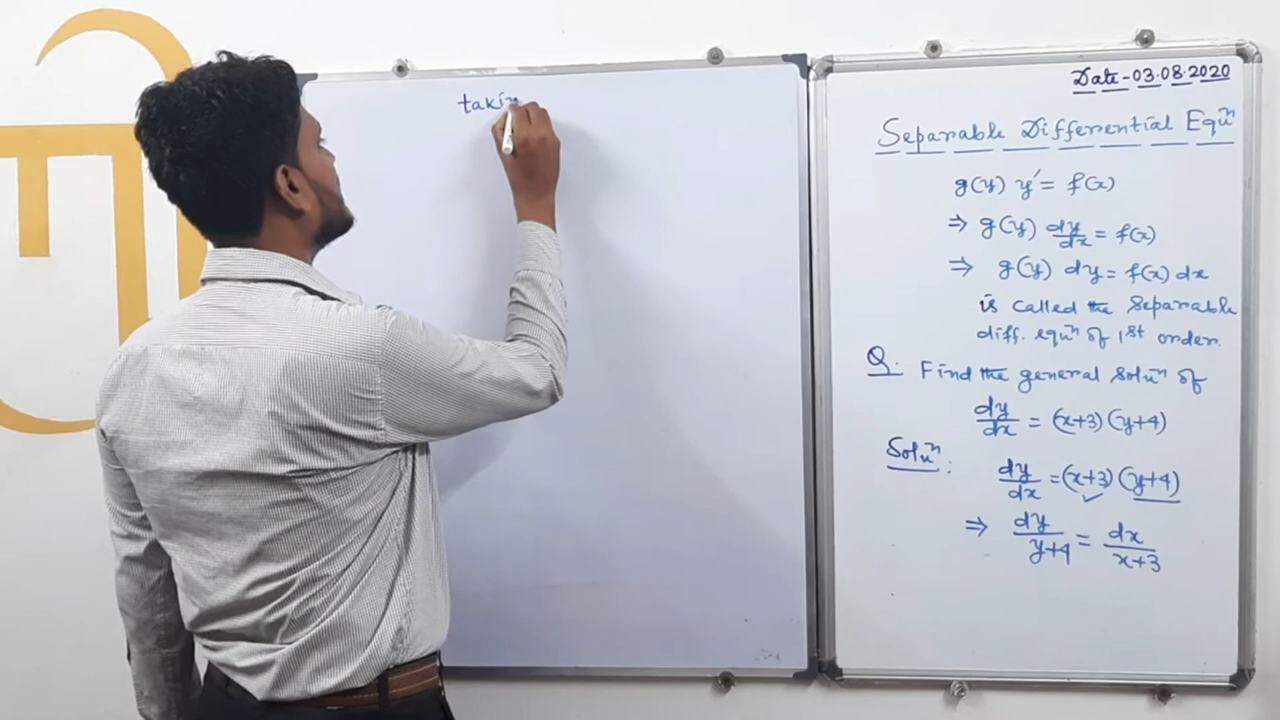 takin
Date-03.08.2020
Separable Differential Equⁿ
g(y) y' = f(x)
⇒ g(y) dy/dx = f(x)
⇒ g(y) dy = f(x) dx
is called the Separable
diff. equⁿ of 1st order.
Q. Find the general Soluⁿ of
dy/dx = (x+3) (y+4)
Soluⁿ: dy/dx = (x+3) (y+4)
⇒ dy/y+4 = dx/x+3